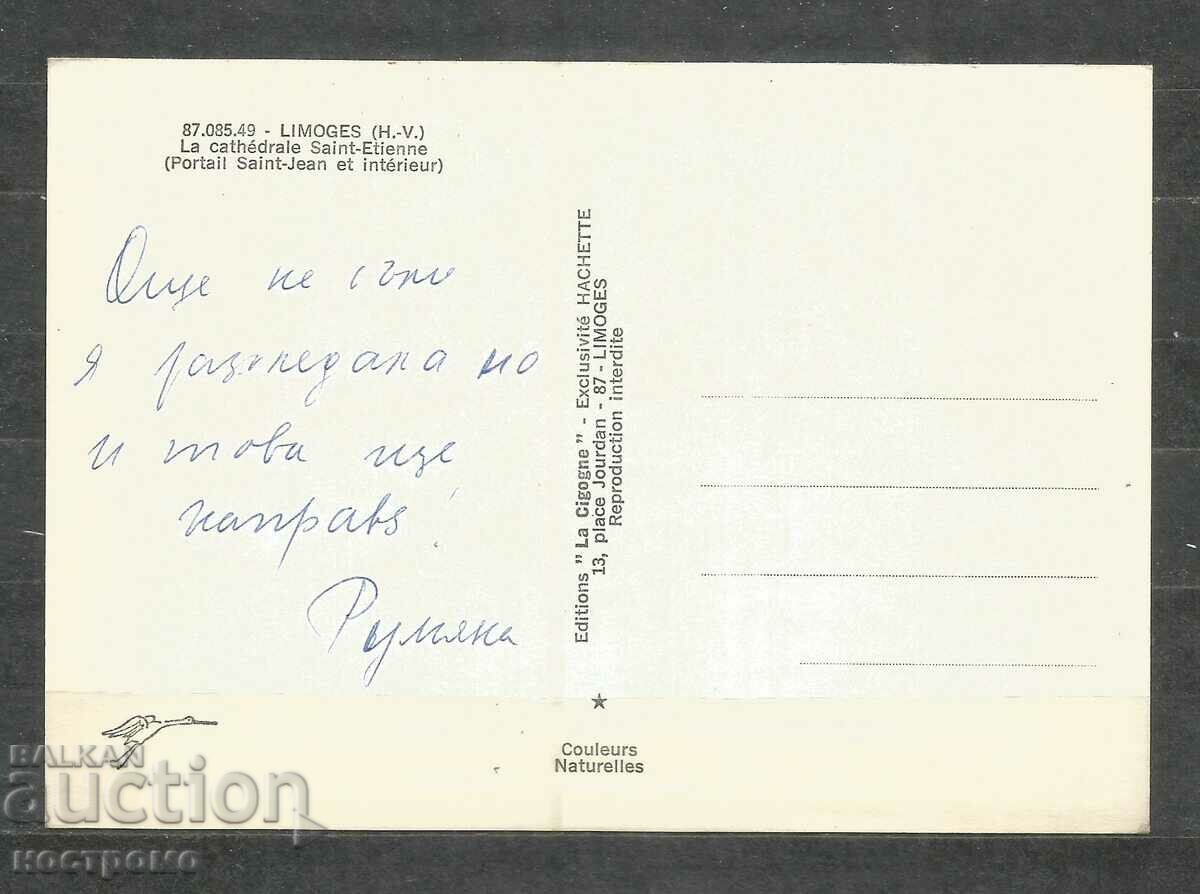 87.085.49 - LIMOGES (H.-V.)
La cathédrale Saint-Etienne
(Portail Saint-Jean et intérieur)
Още не съм
я разгледала но
и това ще
направя!
Румяна
Editions "La Cigogne" - Exclusivité HACHETTE
13, place Jourdan - 87 - LIMOGES
Reproduction interdite
Couleurs
Naturelles
BALKAN
auction
костромо